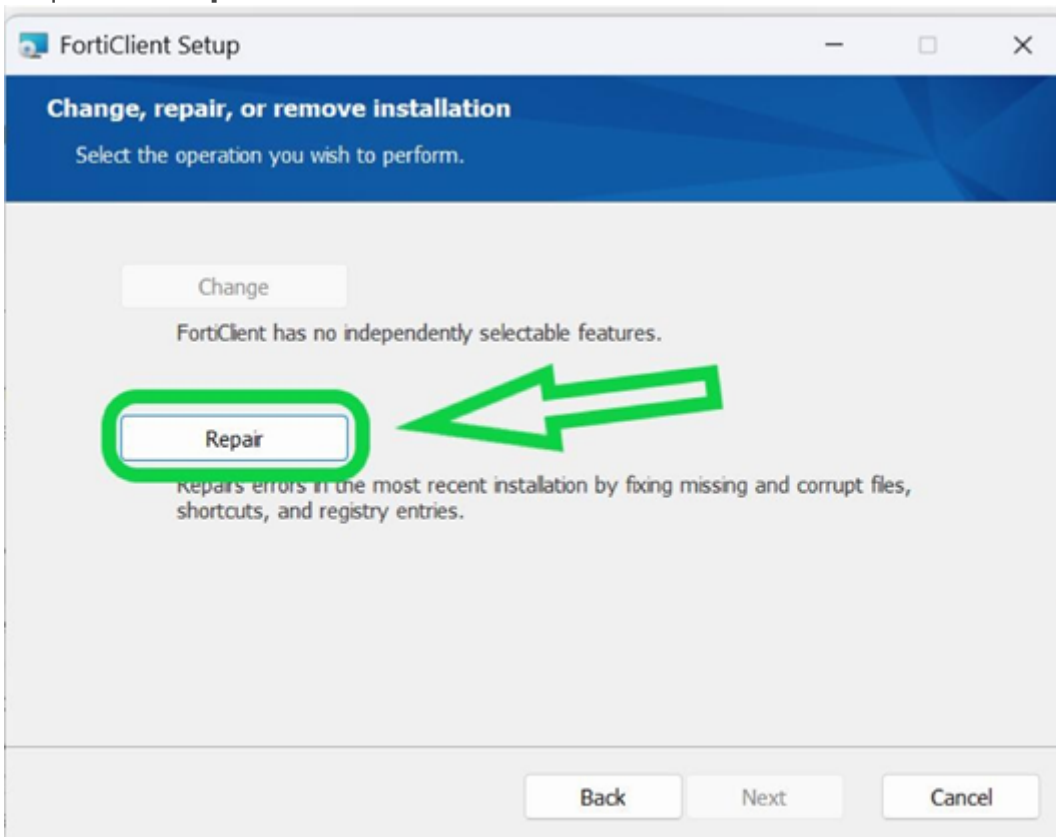 FortiClient Setup
Change, repair, or remove installation
Select the operation you wish to perform.
Change
FortiClient has no independently selectable features.
Repair
Repairs errors in the most recent installation by fixing missing and corrupt files,
shortcuts, and registry entries.
Back Next Cancel